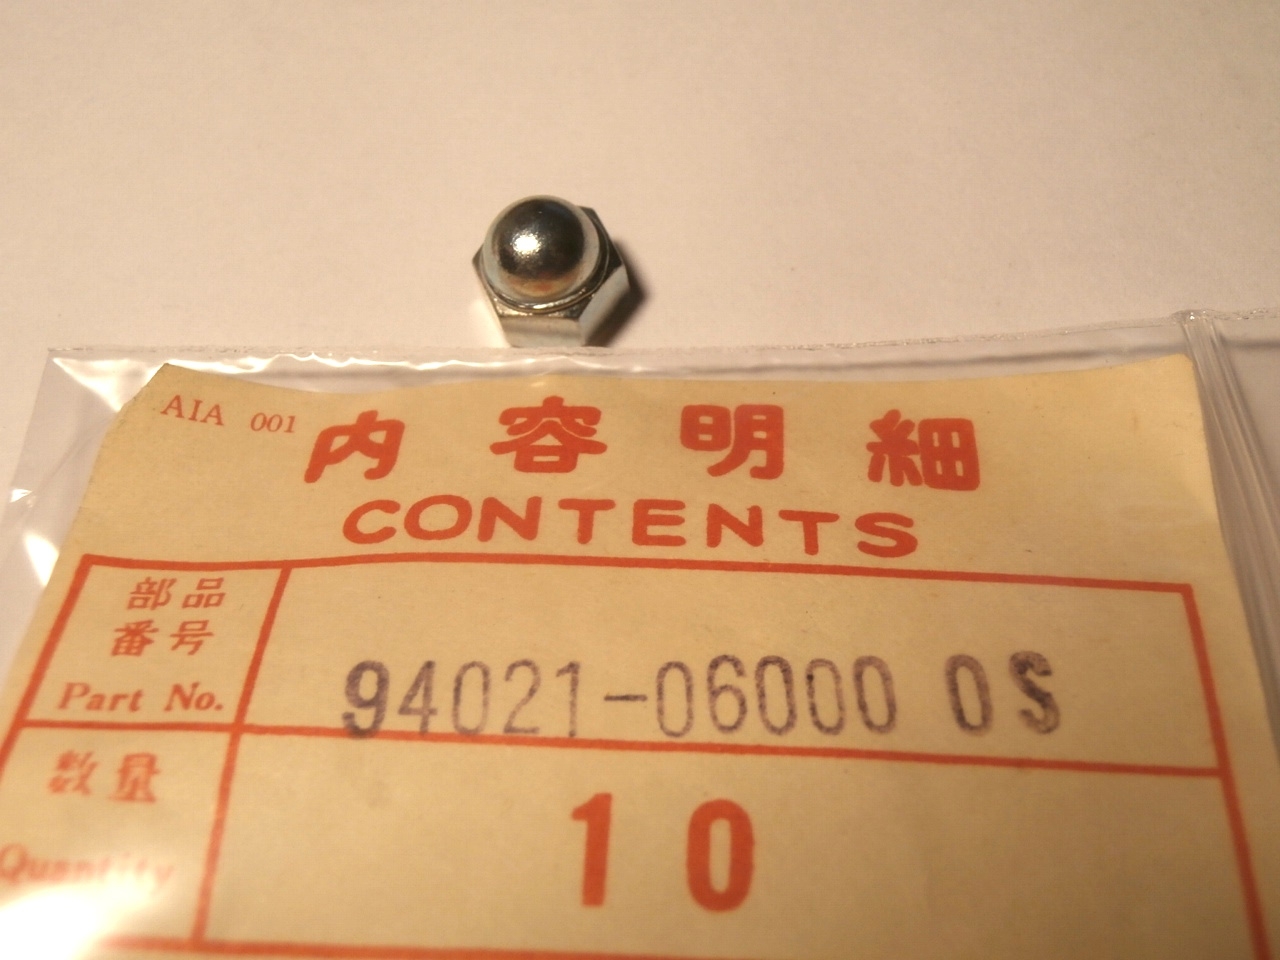 AIA 001
内容明細
CONTENTS
部品
番号
Part No.
94021-06000 0S
数量
Quantity
10